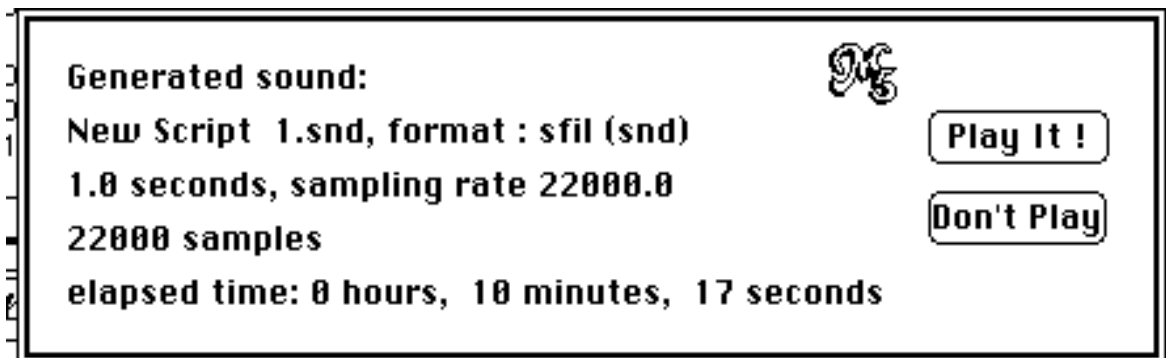 Generated sound:
New Script  1.snd, format : sfil (snd)
1.0 seconds, sampling rate 22000.0
22000 samples
elapsed time: 0 hours,  10 minutes,  17 seconds
Play It !
Don't Play